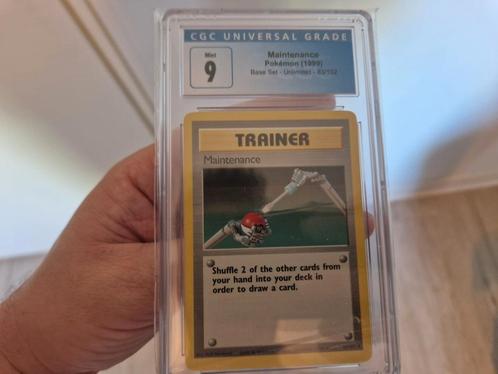 CGC UNIVERSAL GRADE
Mint
9
Maintenance
Pokémon (1999)
Base Set - Unlimited - 83/102
TRAINER
Maintenance
Shuffle 2 of the other cards from
your hand into your deck in
order to draw a card.